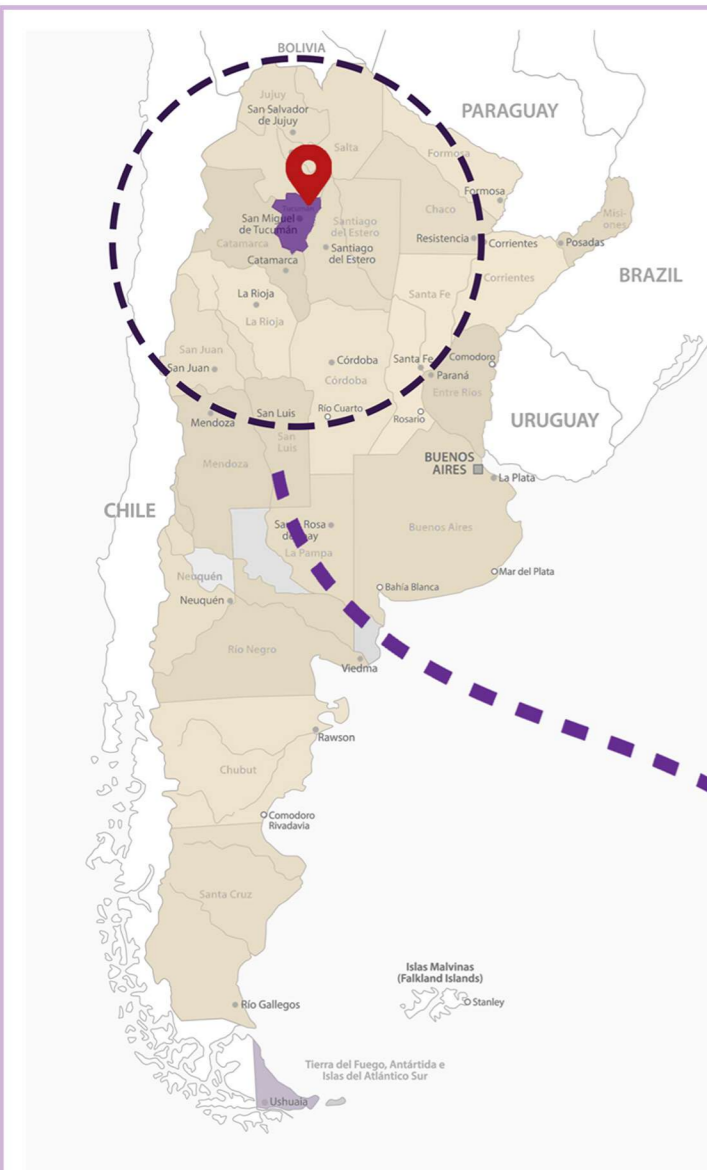 BOLIVIA
Jujuy
San Salvador
de Jujuy
PARAGUAY
Salta
Formosa
Formosa
Tucumán
San Miguel
de Tucumán
Catamarca
Santiago
del Estero
Santiago
del Estero
Chaco
Resistencia
Corrientes
Corrientes
Posadas
Misi-
ones
BRAZIL
Catamarca
La Rioja
La Rioja
Santa Fe
San Juan
San Juan
Córdoba
Córdoba
Santa Fe
Comodoro
Paraná
Entre Ríos
Mendoza
San Luis
Río Cuarto
Rosario
URUGUAY
San
Luis
Mendoza
BUENOS
AIRES
La Plata
CHILE
Rosa
La Pampa
Buenos Aires
Mar del Plata
Bahía Blanca
Neuquén
Neuquén
Río Negro
Viedma
Rawson
Chubut
Comodoro
Rivadavia
Santa Cruz
Islas Malvinas
(Falkland Islands)
Stanley
Río Gallegos
Tierra del Fuego, Antártida e
Islas del Atlántico Sur
Ushuaia